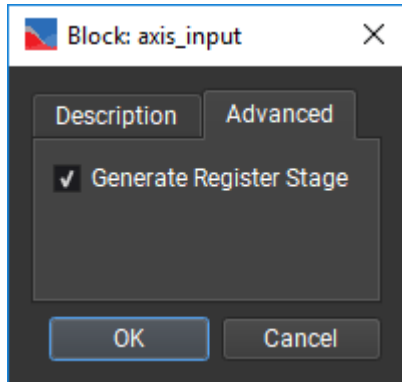 Block: axis_input
Description
Advanced
Generate Register Stage
OK
Cancel